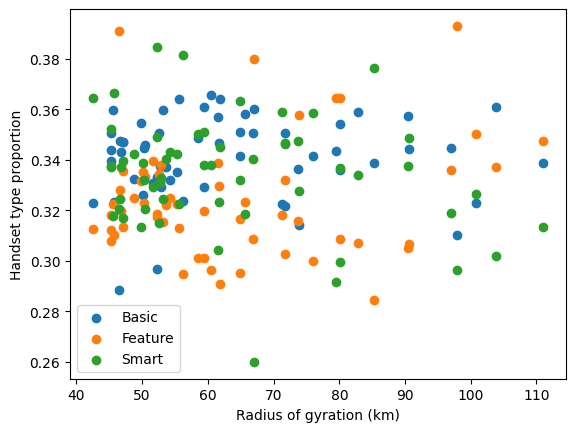 0.38
0.36
0.34
0.32
0.30
0.28
0.26
Handset type proportion
Basic
Feature
Smart
40 50 60 70 80 90 100 110
Radius of gyration (km)